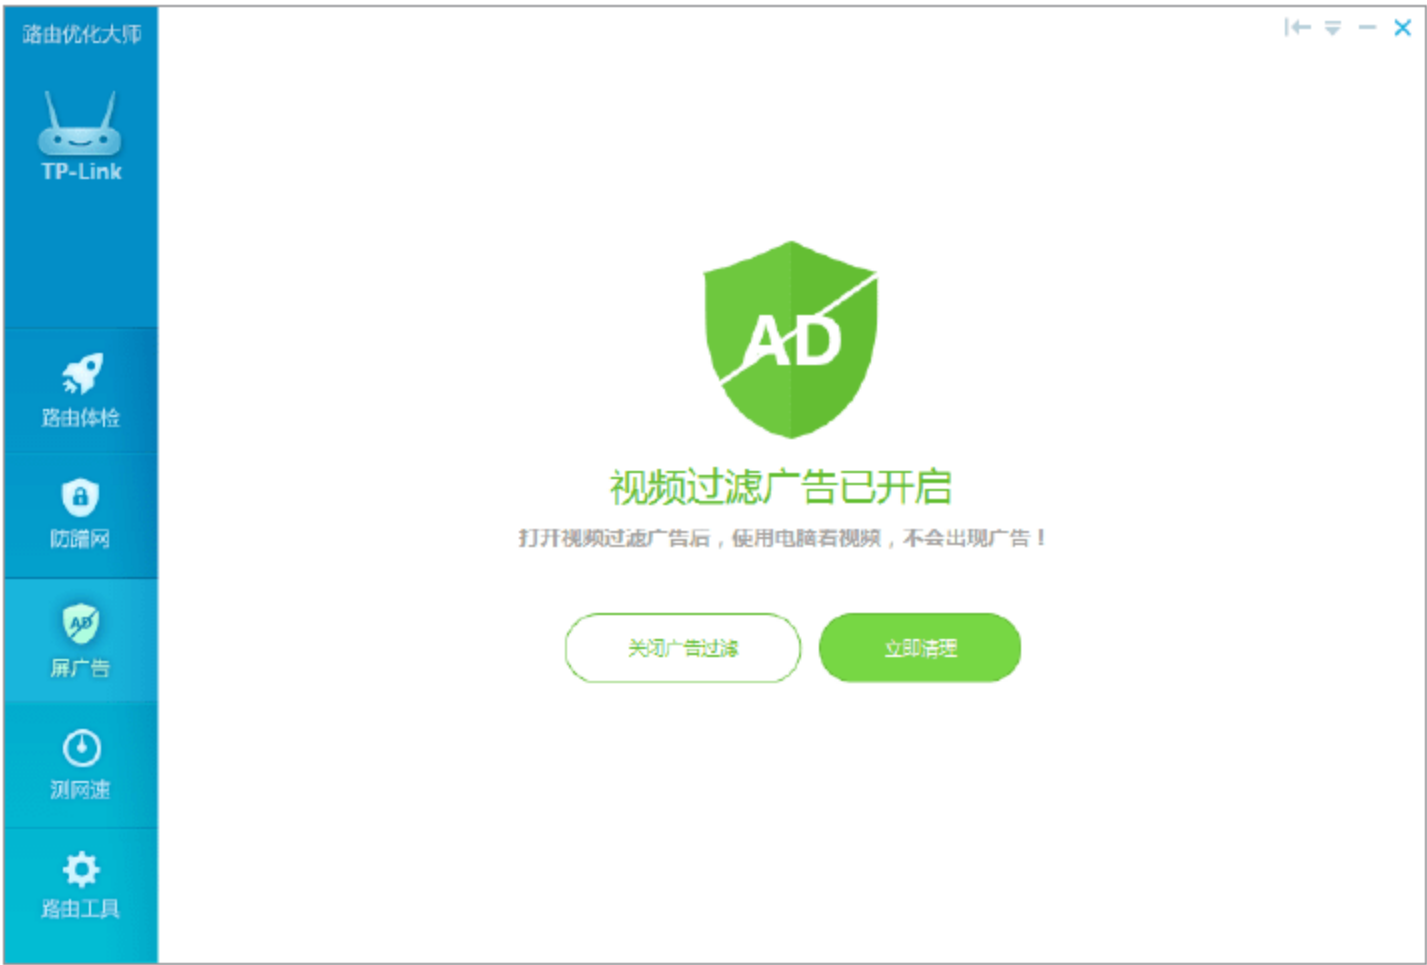 路由优化大师
TP-Link
路由体检
防蹭网
AD
屏广告
测网速
路由工具
AD
视频过滤广告已开启
打开视频过滤广告后，使用电脑看视频，不会出现广告！
关闭广告过滤
立即清理